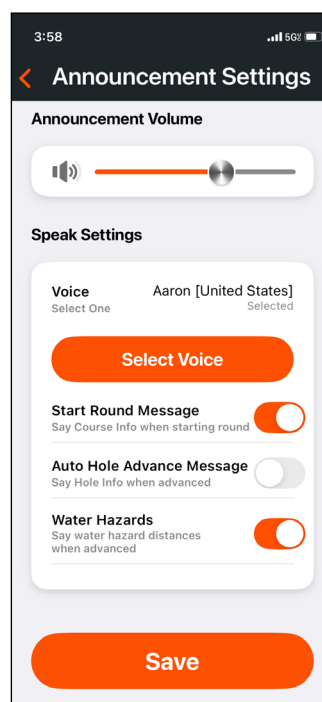 3:58
5G
Announcement Settings
Announcement Volume
Speak Settings
Voice
Aaron [United States]
Select One
Selected
Select Voice
Start Round Message
Say Course Info when starting round
Auto Hole Advance Message
Say Hole Info when advanced
Water Hazards
Say water hazard distances
when advanced
Save